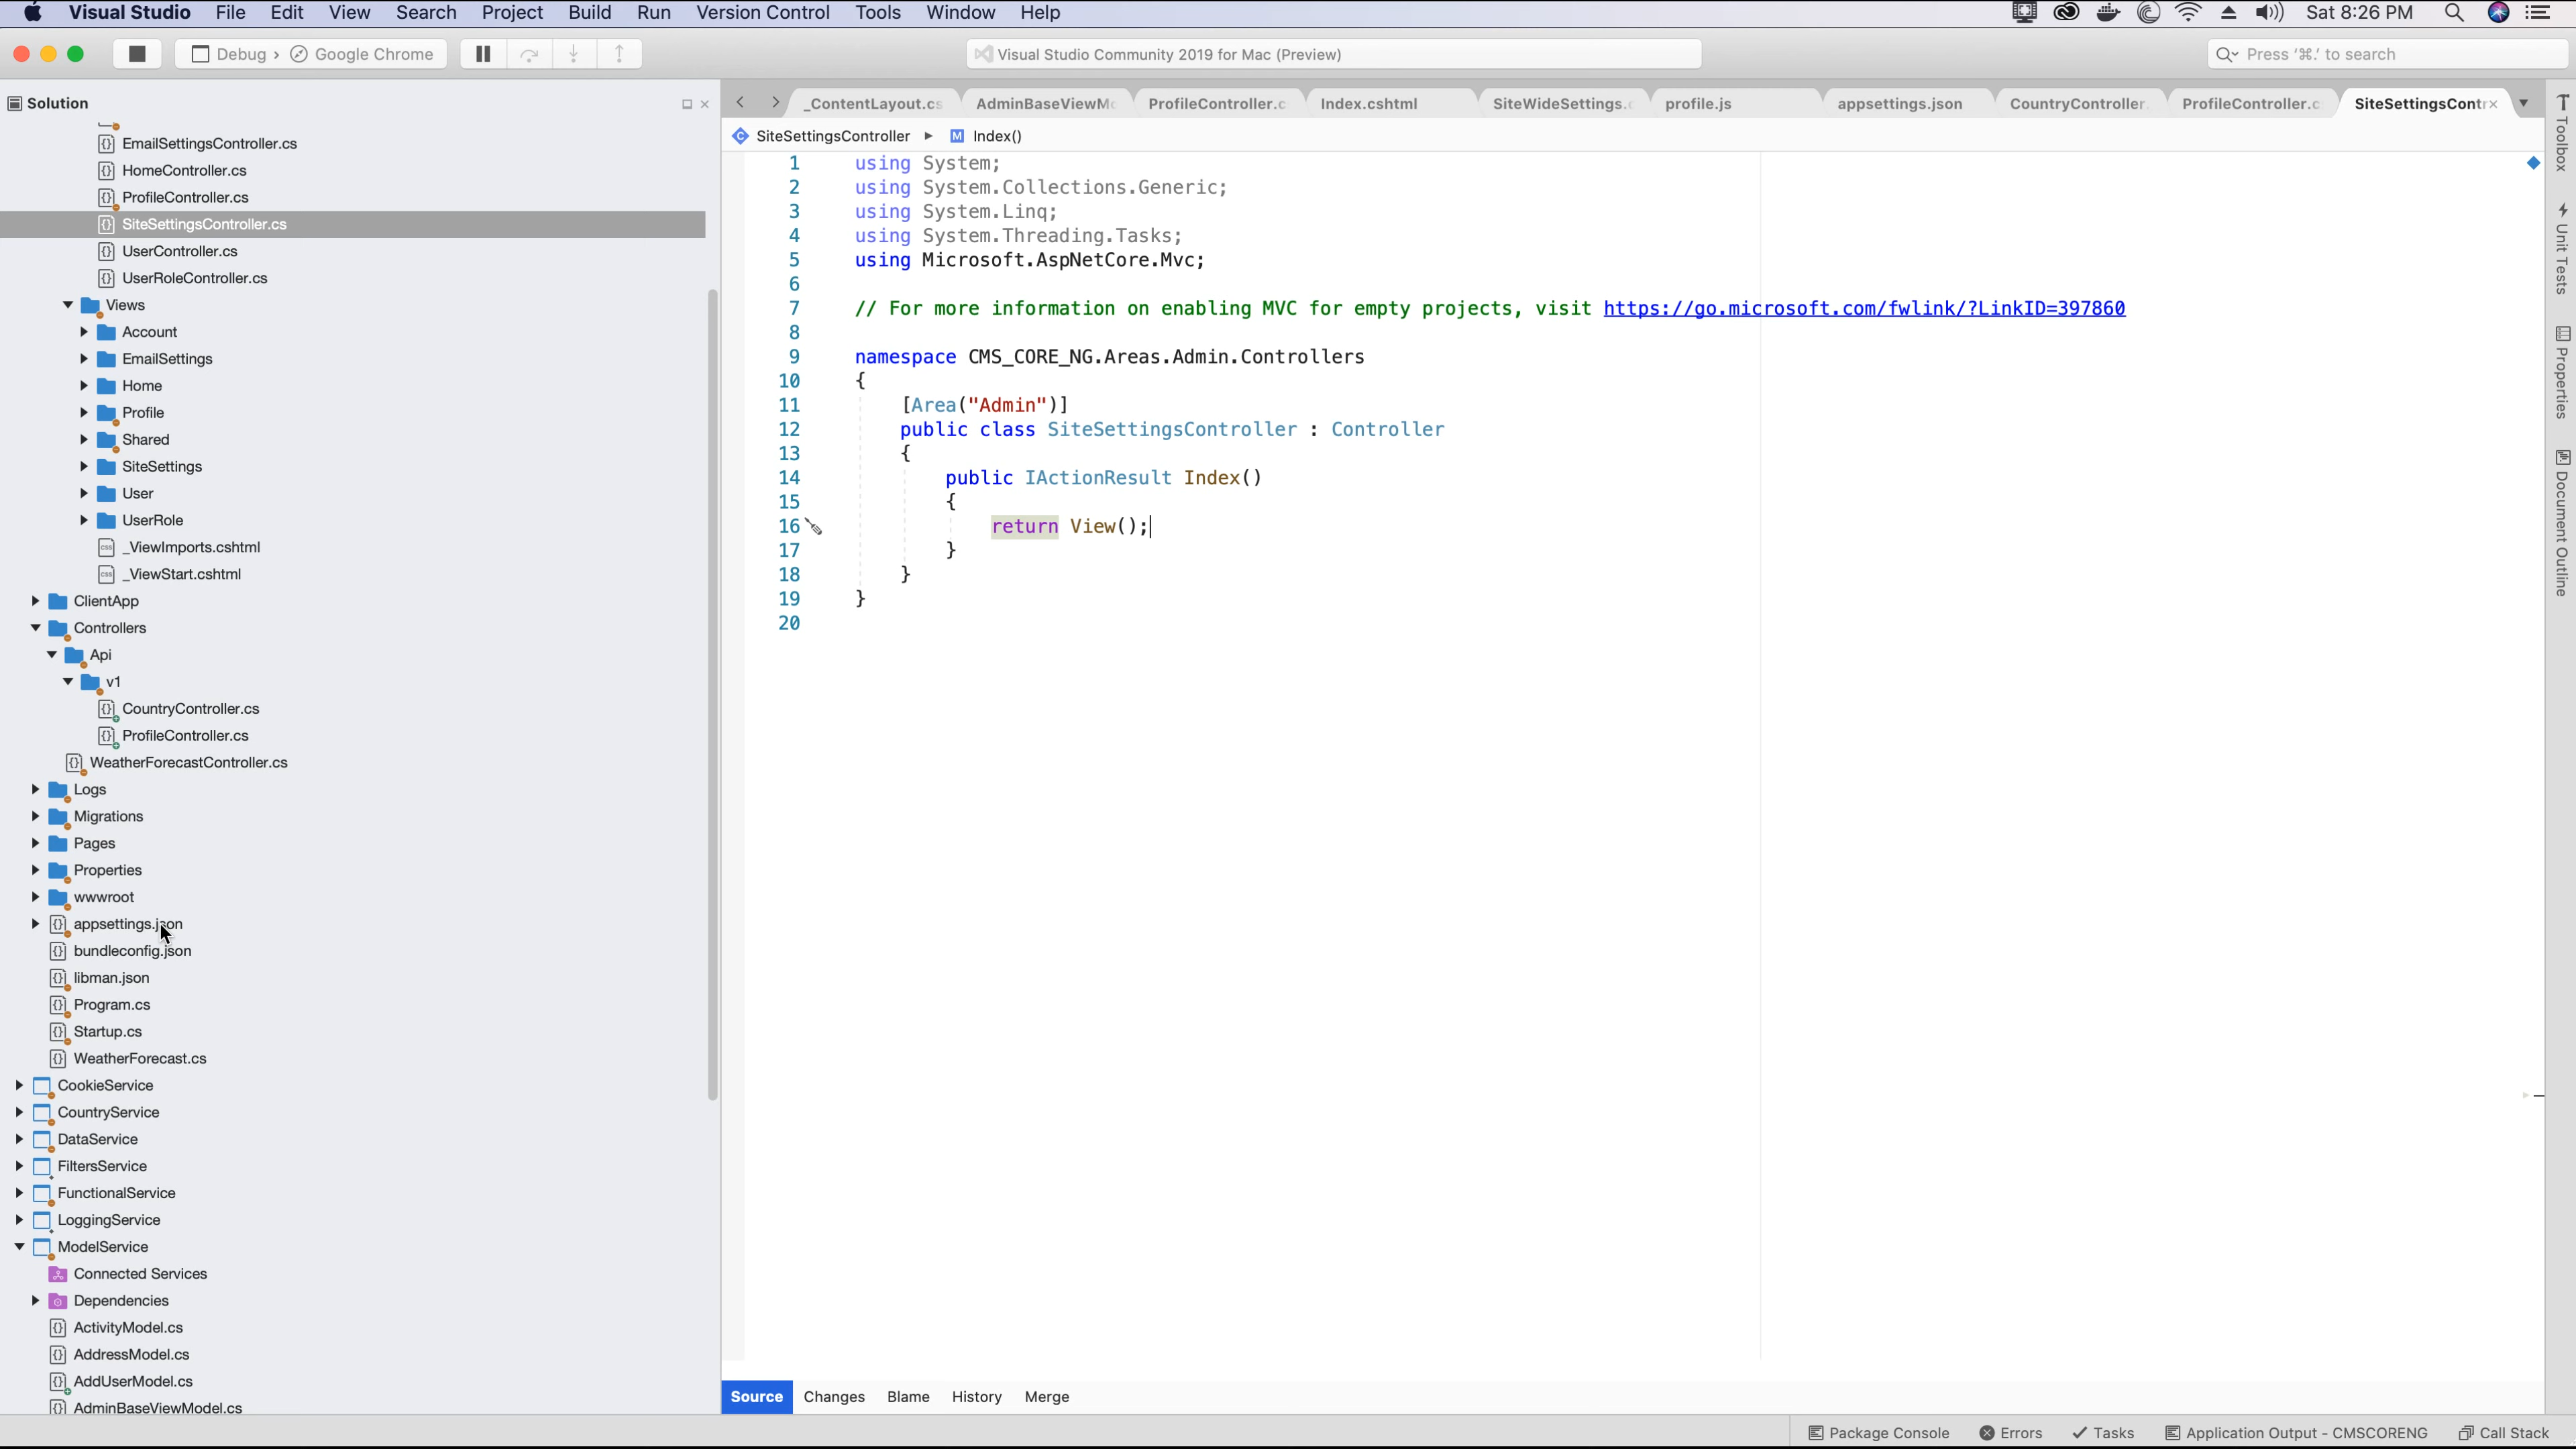 Visual Studio File Edit View Search Project Build Run Version Control Tools Window Help Sat 8:26 PM
Debug › Google Chrome Visual Studio Community 2019 for Mac (Preview) Press '⌘.' to search
Solution
EmailSettingsController.cs
HomeController.cs
ProfileController.cs
SiteSettingsController.cs
UserController.cs
UserRoleController.cs
Views
Account
EmailSettings
Home
Profile
Shared
SiteSettings
User
UserRole
_ViewImports.cshtml
_ViewStart.cshtml
ClientApp
Controllers
Api
v1
CountryController.cs
ProfileController.cs
WeatherForecastController.cs
Logs
Migrations
Pages
Properties
wwwroot
appsettings.json
bundleconfig.json
libman.json
Program.cs
Startup.cs
WeatherForecast.cs
CookieService
CountryService
DataService
FiltersService
FunctionalService
LoggingService
ModelService
Connected Services
Dependencies
ActivityModel.cs
AddressModel.cs
AddUserModel.cs
AdminBaseViewModel.cs
_ContentLayout.cs AdminBaseViewMo ProfileController.c Index.cshtml SiteWideSettings.c profile.js appsettings.json CountryController. ProfileController.c SiteSettingsContr
SiteSettingsController Index()
1 using System;
2 using System.Collections.Generic;
3 using System.Linq;
4 using System.Threading.Tasks;
5 using Microsoft.AspNetCore.Mvc;
6
7 // For more information on enabling MVC for empty projects, visit https://go.microsoft.com/fwlink/?LinkID=397860
8
9 namespace CMS_CORE_NG.Areas.Admin.Controllers
10 {
11 [Area("Admin")]
12 public class SiteSettingsController : Controller
13 {
14 public IActionResult Index()
15 {
16 return View();
17 }
18 }
19 }
20
Source Changes Blame History Merge
Toolbox
Unit Tests
Properties
Document Outline
Package Console Errors Tasks Application Output - CMSCORENG Call Stack